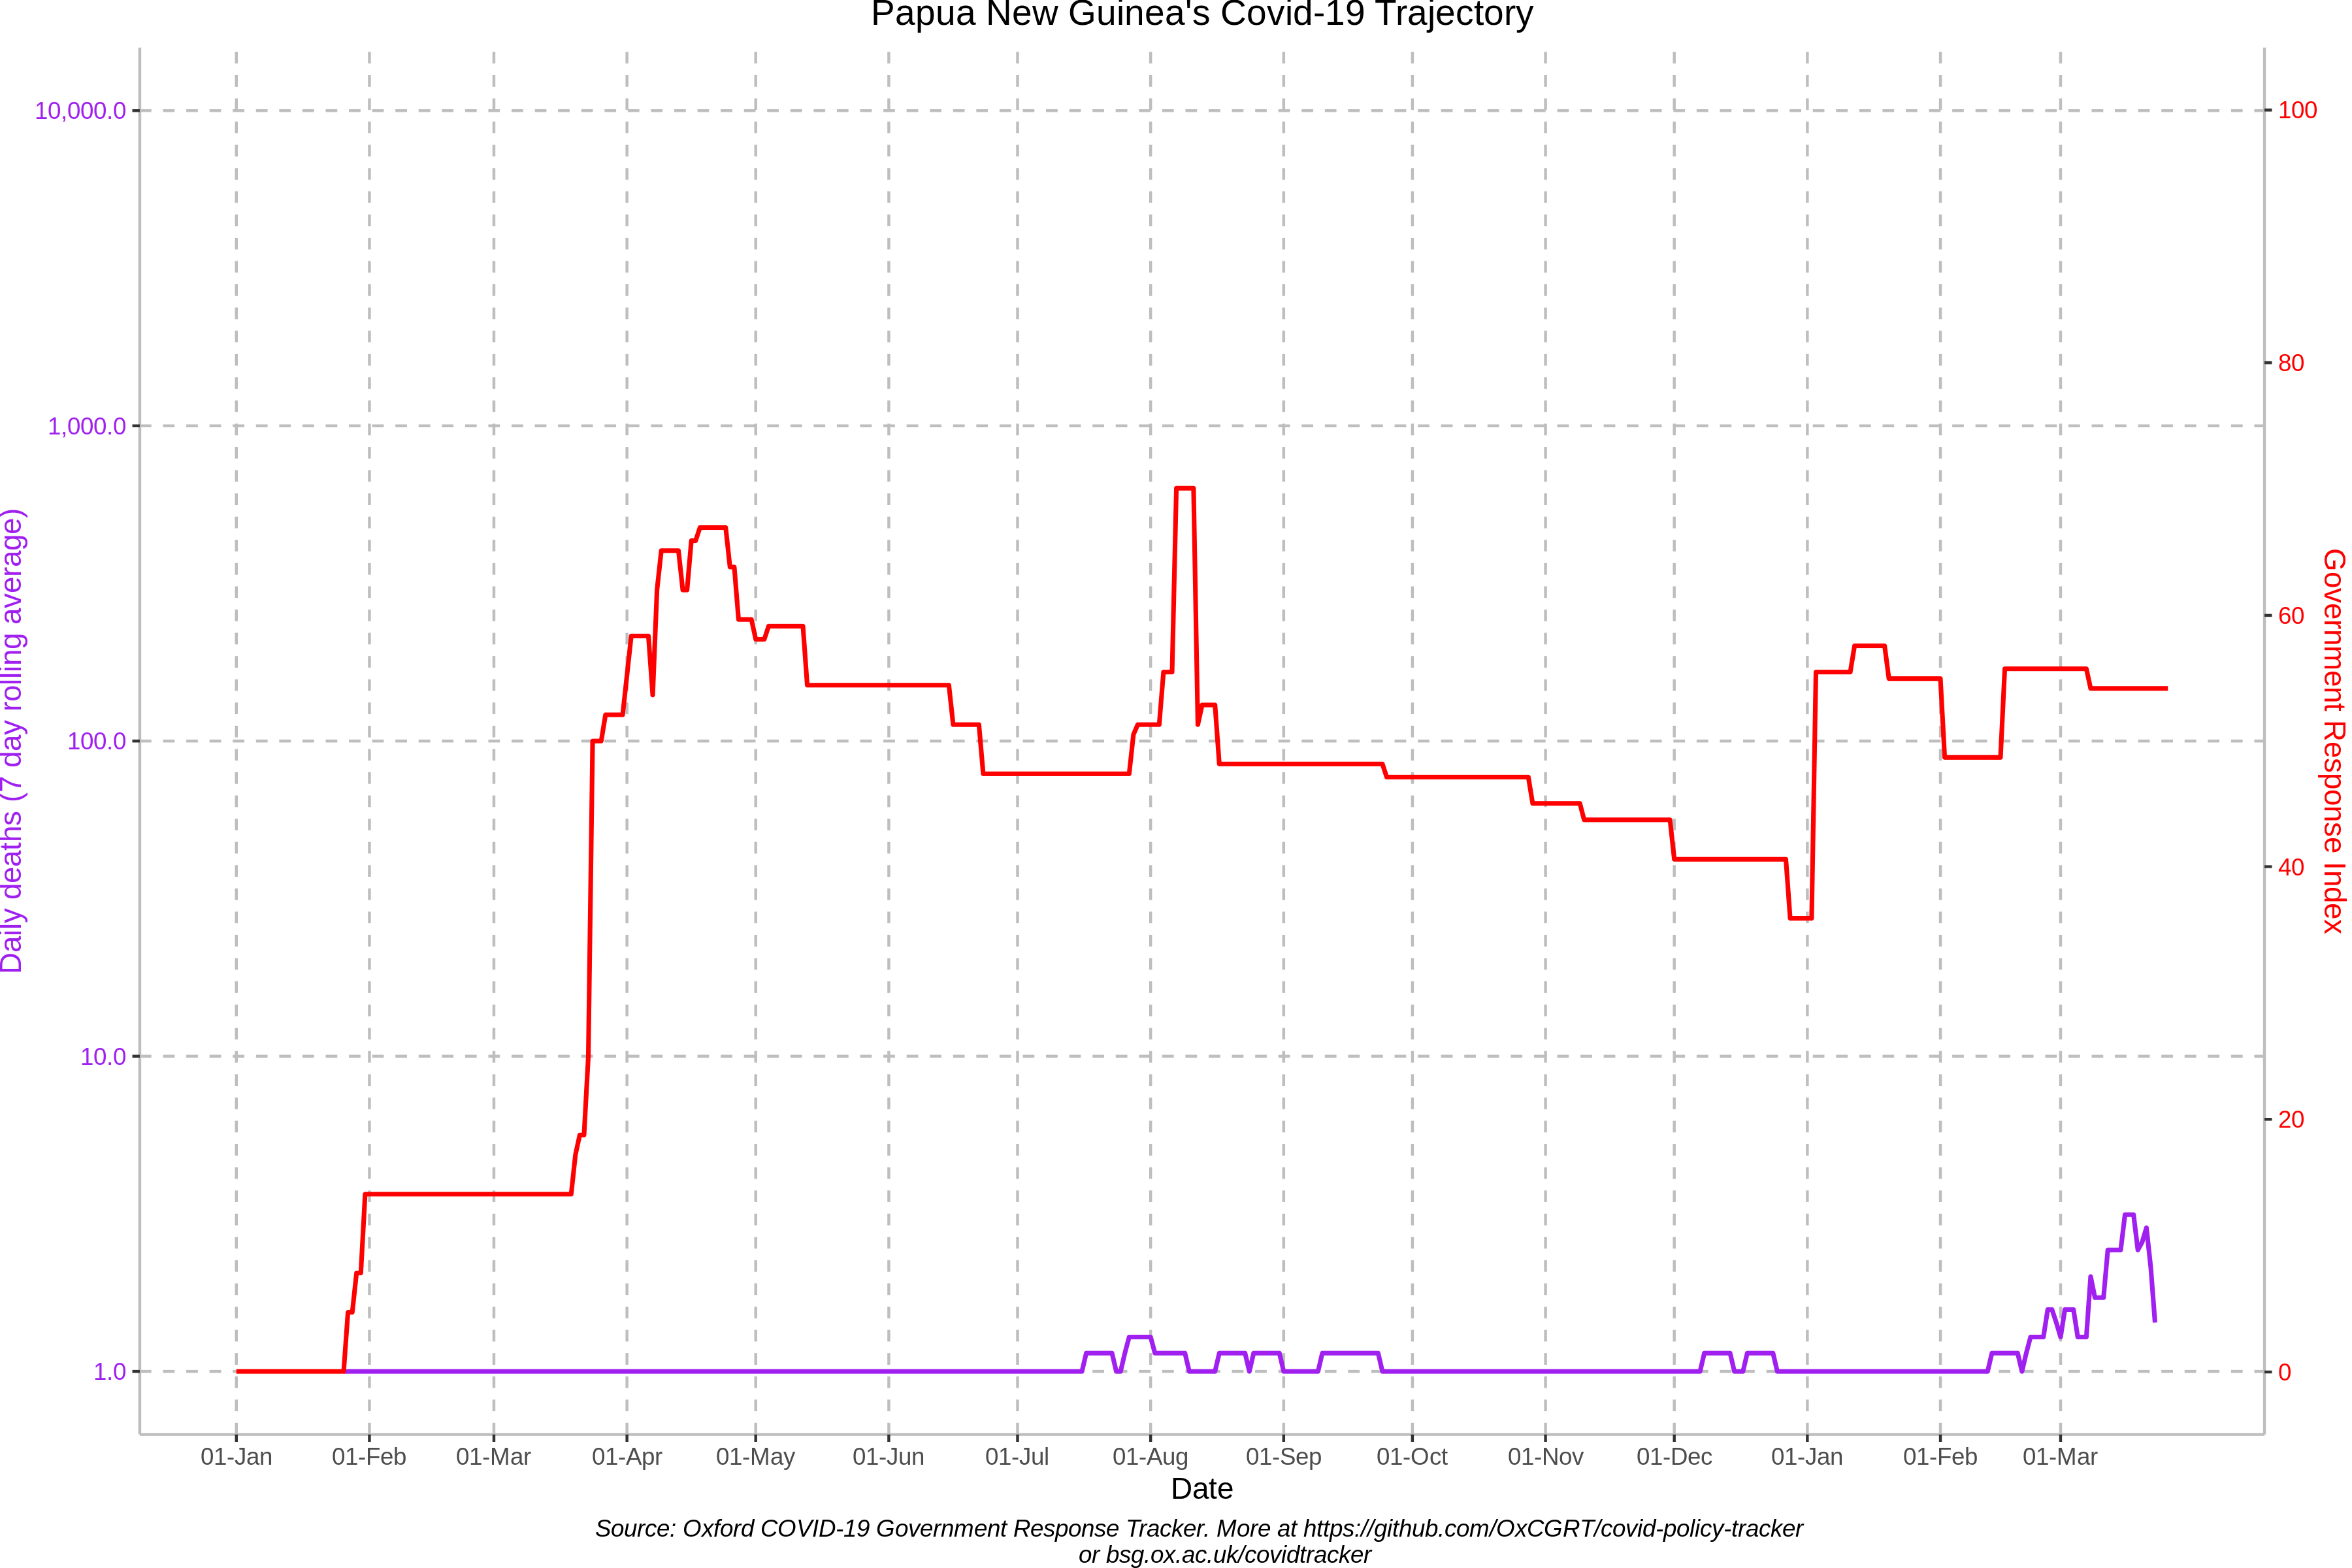 Papua New Guinea's Covid-19 Trajectory
10,000.0
1,000.0
100.0
10.0
1.0
Daily deaths (7 day rolling average)
100
80
60
40
20
0
Government Response Index
01-Jan
01-Feb
01-Mar
01-Apr
01-May
01-Jun
01-Jul
01-Aug
01-Sep
01-Oct
01-Nov
01-Dec
01-Jan
01-Feb
01-Mar
Date
Source: Oxford COVID-19 Government Response Tracker. More at https://github.com/OxCGRT/covid-policy-tracker
or bsg.ox.ac.uk/covidtracker